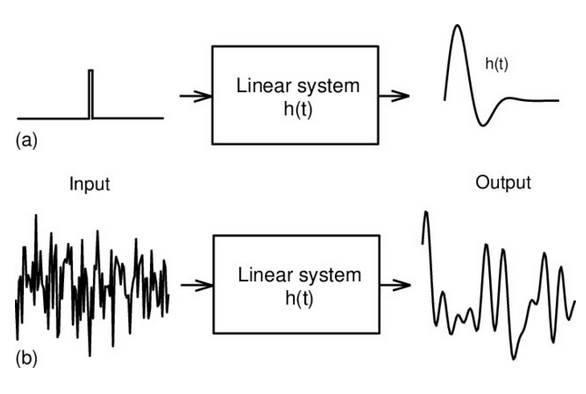 Linear system
h(t)
h(t)
(a)
Input
Output
Linear system
h(t)
(b)